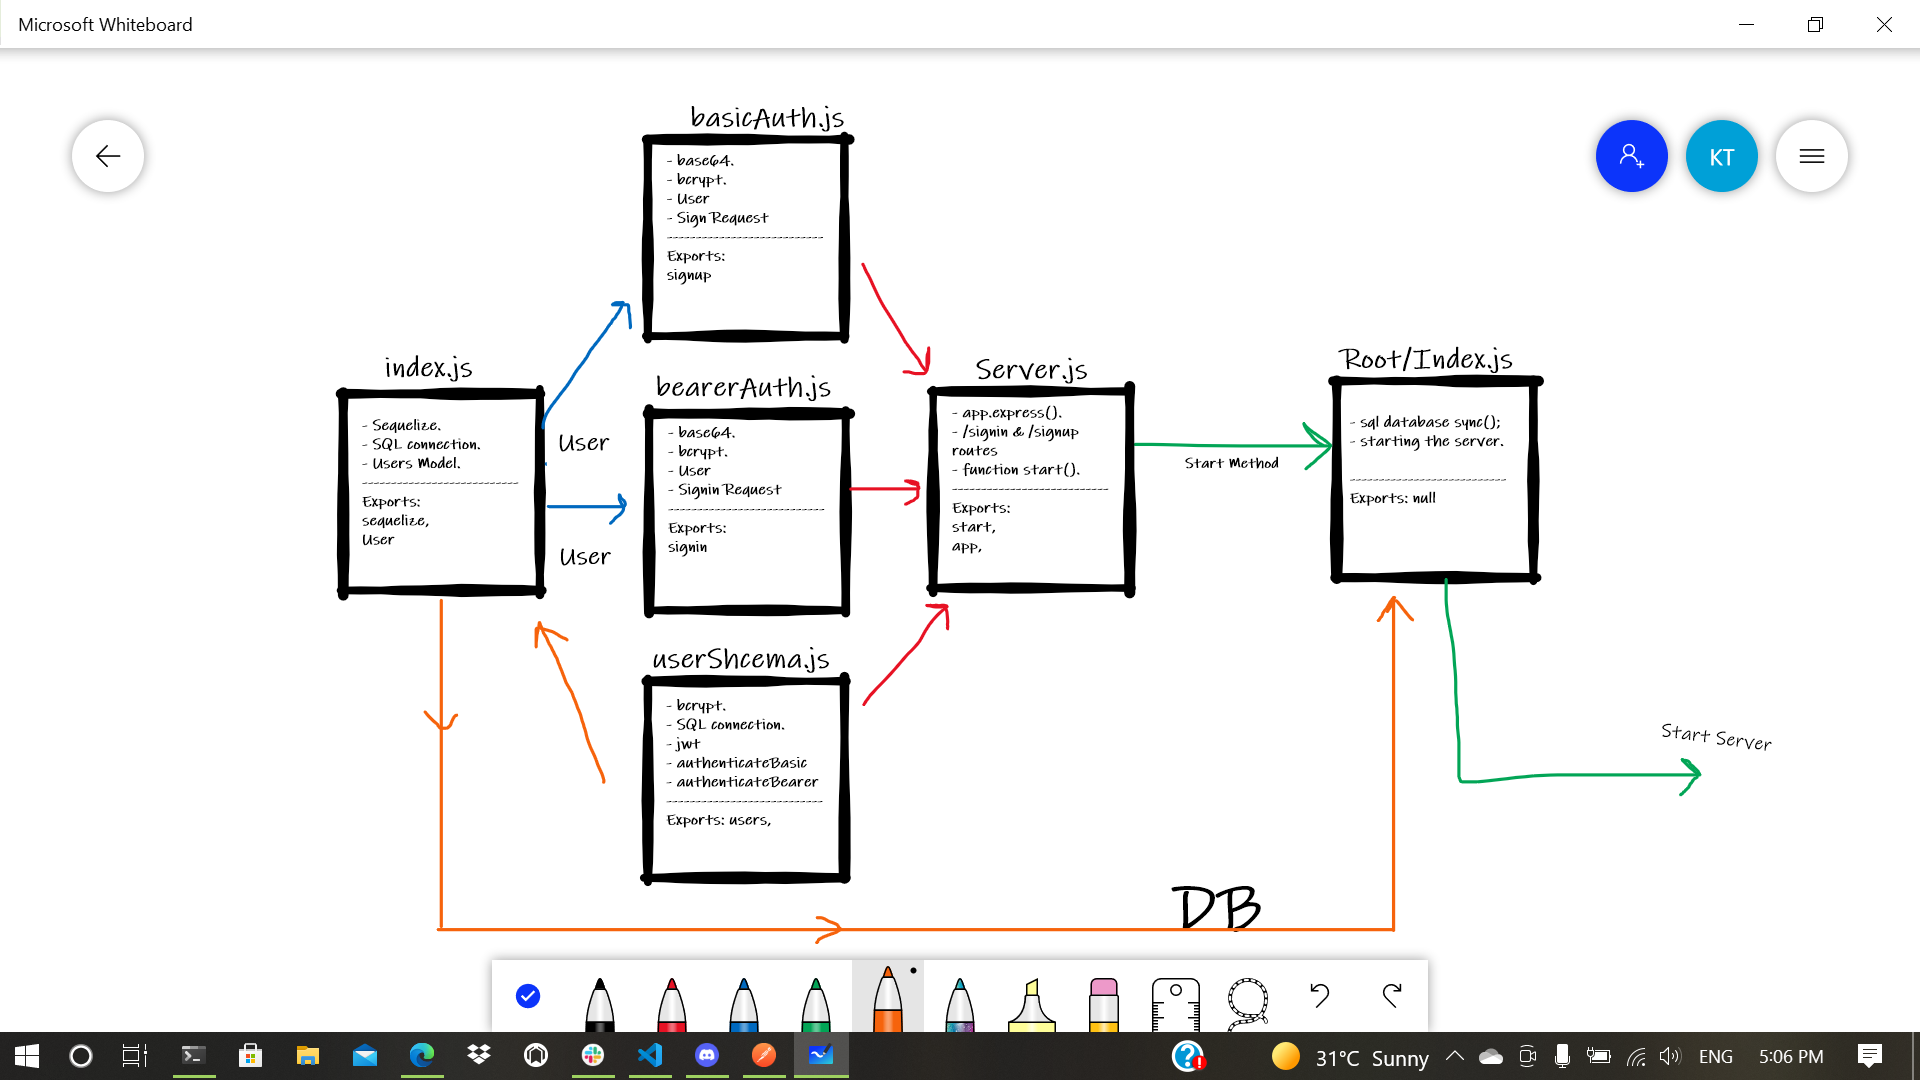 Microsoft Whiteboard
KT
basicAuth.js
- base64.
- bcrypt.
- User
- Sign Request
---------------------------
Exports:
signup
index.js
- Sequelize.
- SQL connection.
- Users Model.
---------------------------
Exports:
sequelize,
User
User
User
bearerAuth.js
- base64.
- bcrypt.
- User
- Signin Request
---------------------------
Exports:
signin
userShcema.js
- bcrypt.
- SQL connection.
- jwt
- authenticateBasic
- authenticateBearer
---------------------------
Exports: users,
Server.js
- app.express().
- /signin & /signup
routes
- function start().
---------------------------
Exports:
start,
app,
Start Method
Root/Index.js
- sql database sync();
- starting the server.
---------------------------
Exports: null
Start Server
DB
31°C Sunny
ENG
5:06 PM